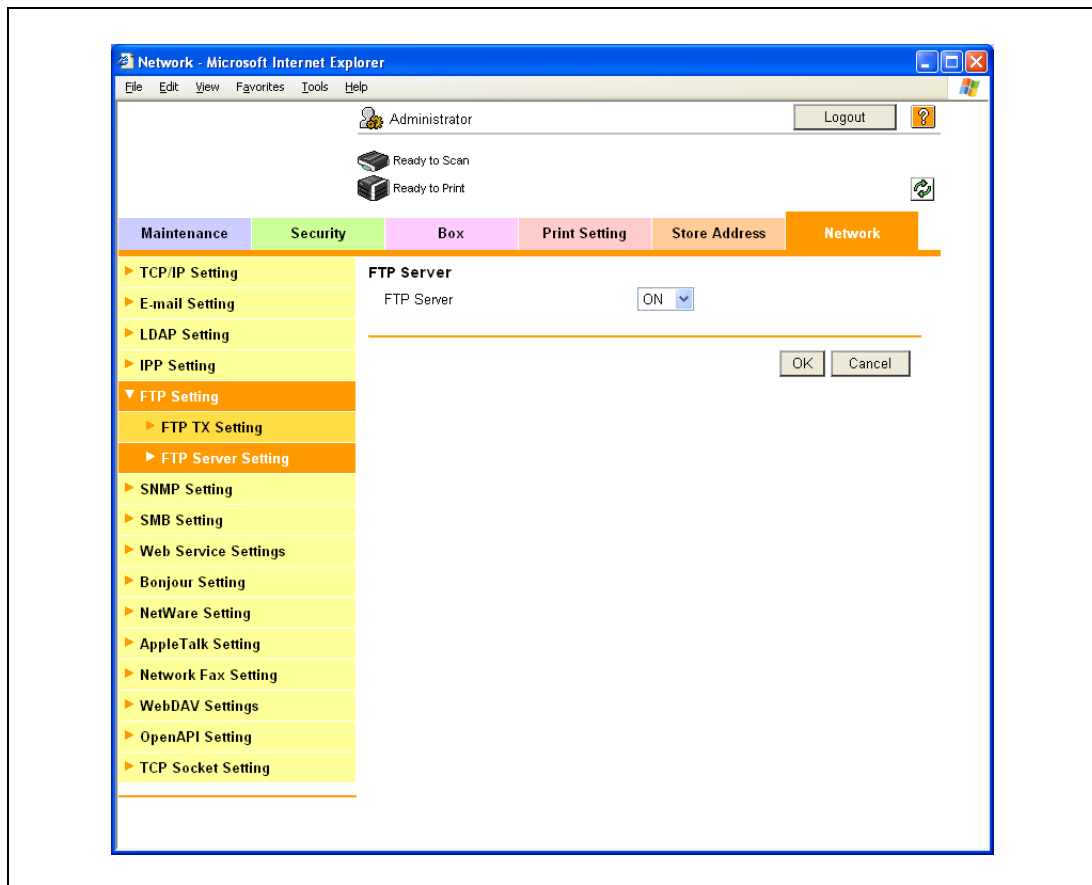 Network - Microsoft Internet Explorer
File Edit View Favorites Tools Help
Administrator
Logout
?
Ready to Scan
Ready to Print
Maintenance Security Box Print Setting Store Address Network
TCP/IP Setting
E-mail Setting
LDAP Setting
IPP Setting
FTP Setting
FTP TX Setting
FTP Server Setting
SNMP Setting
SMB Setting
Web Service Settings
Bonjour Setting
NetWare Setting
AppleTalk Setting
Network Fax Setting
WebDAV Settings
OpenAPI Setting
TCP Socket Setting
FTP Server
FTP Server ON
OK Cancel